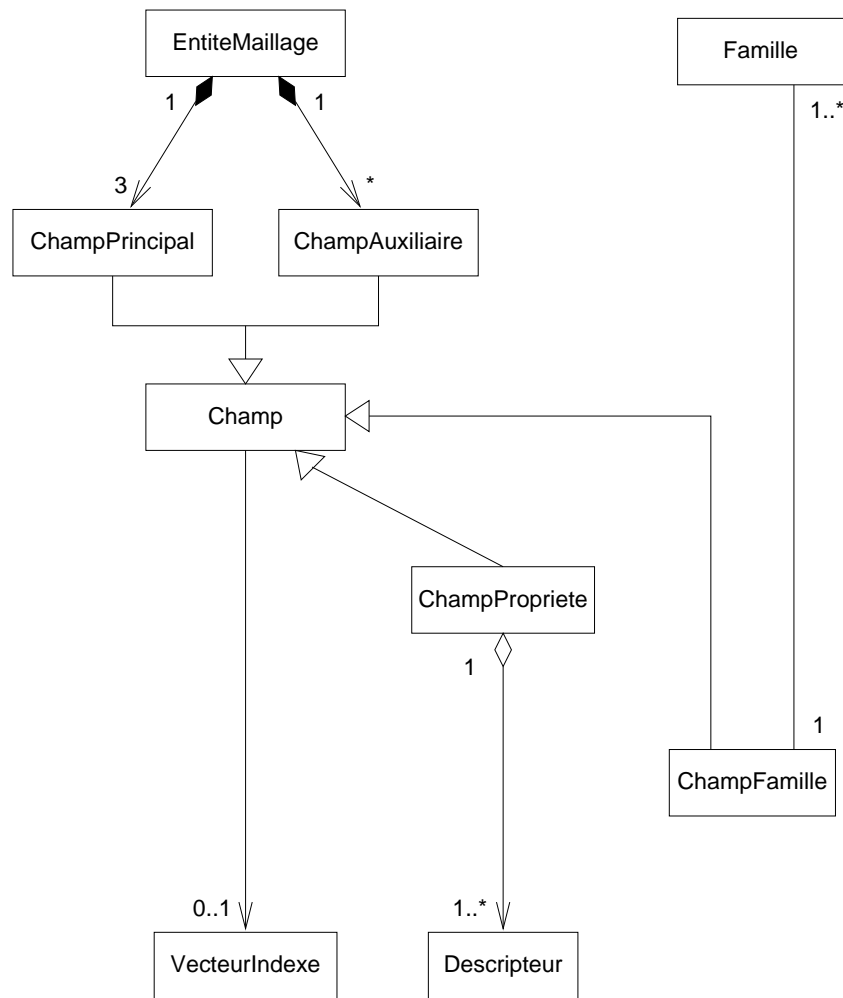 EntiteMaillage
Famille
1
1
1..*
3
*
ChampPrincipal
ChampAuxiliaire
Champ
ChampPropriete
1
1
ChampFamille
0..1
1..*
VecteurIndexe
Descripteur